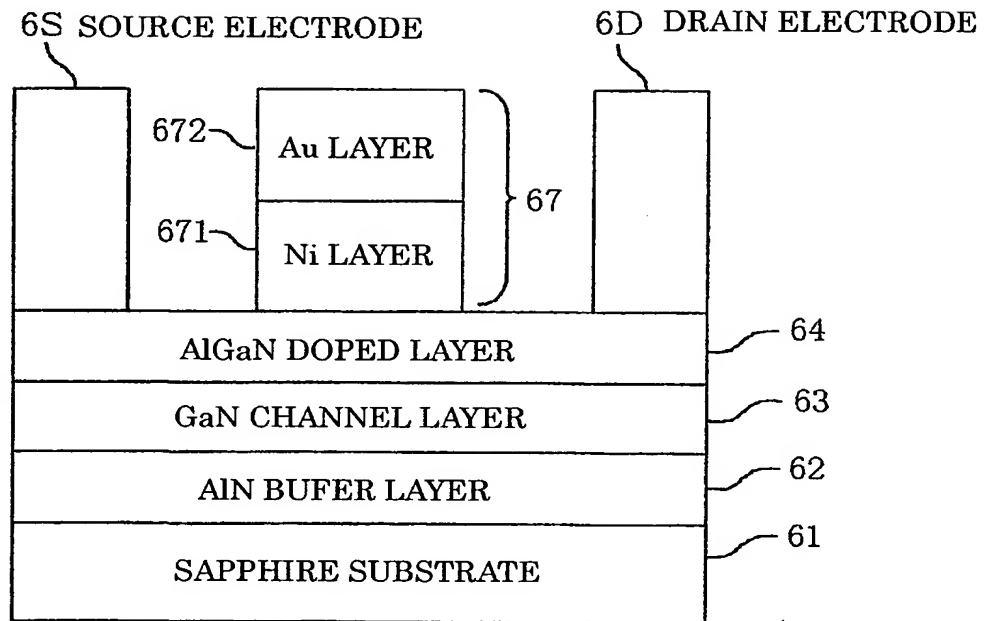 6S SOURCE ELECTRODE
6D DRAIN ELECTRODE
672
Au LAYER
67
671
Ni LAYER
AlGaN DOPED LAYER
64
GaN CHANNEL LAYER
63
AlN BUFER LAYER
62
SAPPHIRE SUBSTRATE
61